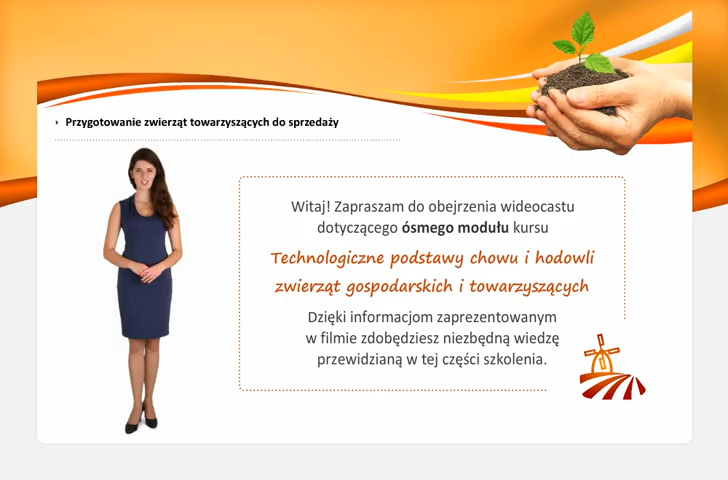 Przygotowanie zwierząt towarzyszących do sprzedaży
Witaj! Zapraszam do obejrzenia wideocastu
dotyczącego ósmego modułu kursu
Technologiczne podstawy chowu i hodowli
zwierząt gospodarskich i towarzyszących
Dzięki informacjom zaprezentowanym
w filmie zdobędziesz niezbędną wiedzę
przewidzianą w tej części szkolenia.